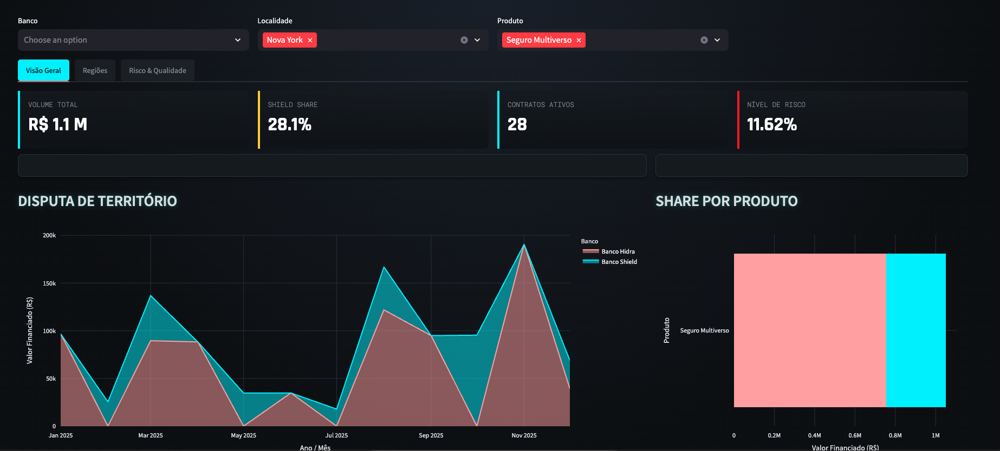 Banco
Localidade
Produto
Choose an option
Nova York ×
Seguro Multiverso ×
Visão Geral
Regiões
Risco & Qualidade
VOLUME TOTAL
R$ 1.1 M
SHIELD SHARE
28.1%
CONTRATOS ATIVOS
28
NÍVEL DE RISCO
11.62%
DISPUTA DE TERRITÓRIO
Valor Financiado (R$)
200k
150k
100k
50k
0
Jan 2025
Mar 2025
May 2025
Jul 2025
Sep 2025
Nov 2025
Ano / Mês
Banco
Banco Hidra
Banco Shield
SHARE POR PRODUTO
Produto
Seguro Multiverso
0
0.2M
0.4M
0.6M
0.8M
1M
Valor Financiado (R$)